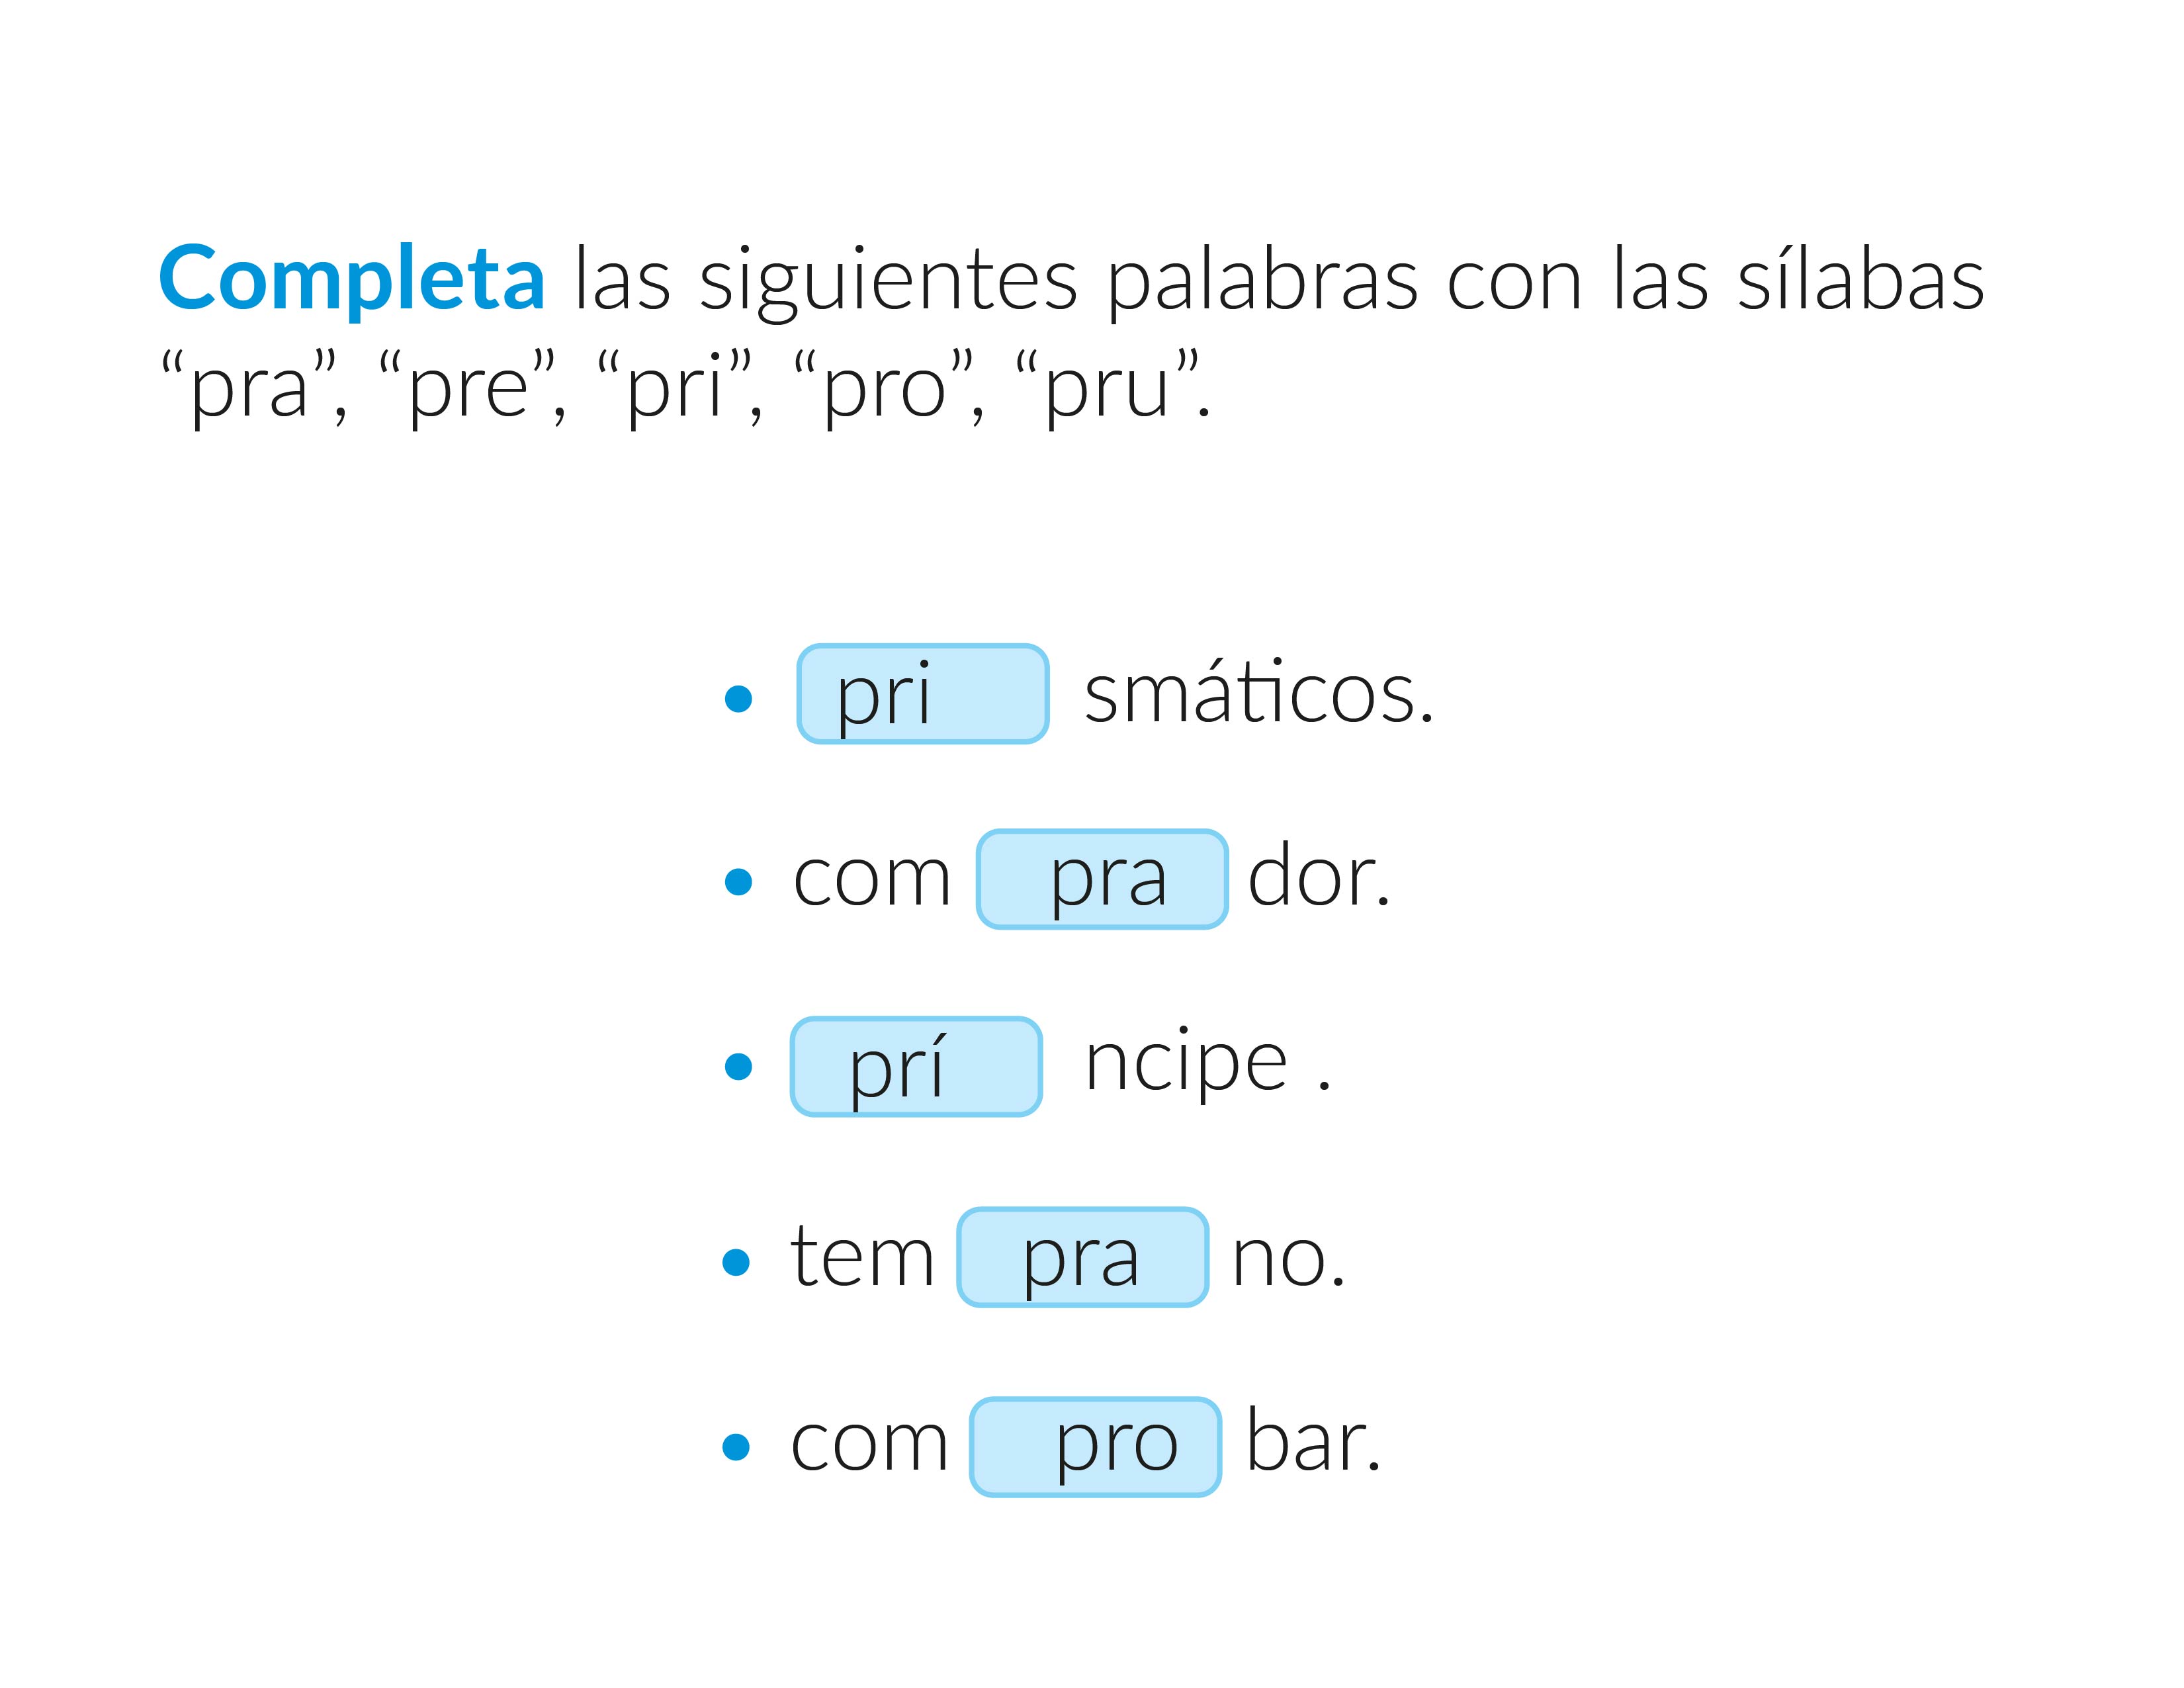 Completa las siguientes palabras con las sílabas
“pra”, “pre”, “pri”, “pro”, “pru”.
• pri smáticos.
• com pra dor.
• prí ncipe .
• tem pra no.
• com pro bar.